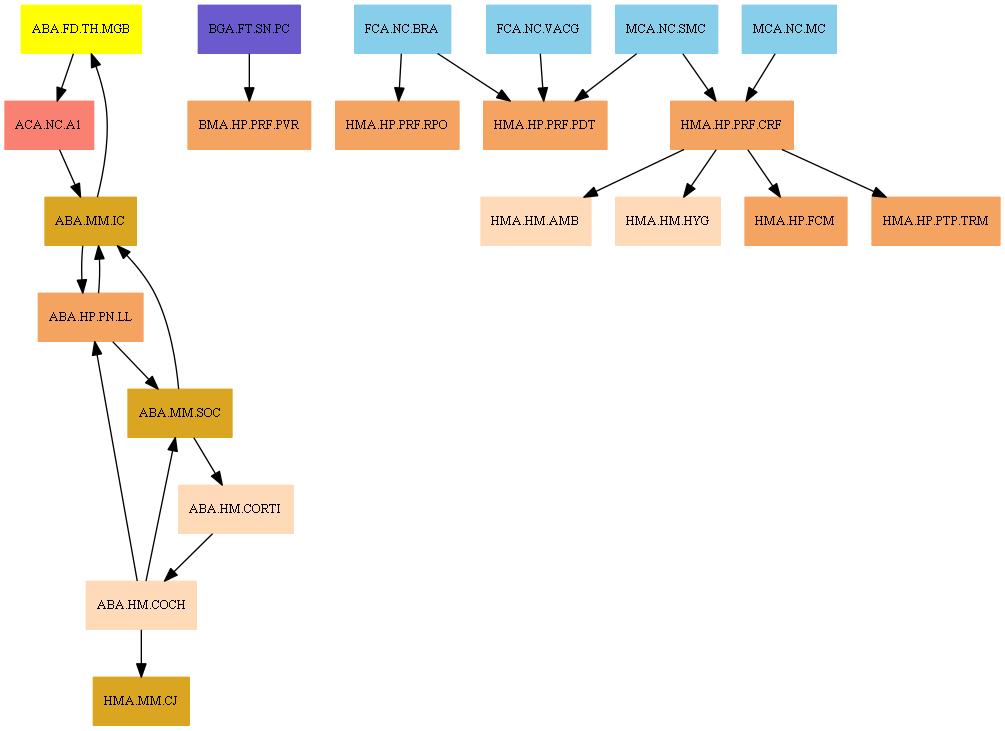 ABA.FD.TH.MGB
BGA.FT.SN.PC
FCA.NC.BRA
FCA.NC.VACG
MCA.NC.SMC
MCA.NC.MC
ACA.NC.A1
BMA.HP.PRF.PVR
HMA.HP.PRF.RPO
HMA.HP.PRF.PDT
HMA.HP.PRF.CRF
ABA.MM.IC
HMA.HM.AMB
HMA.HM.HYG
HMA.HP.FCM
HMA.HP.PTP.TRM
ABA.HP.PN.LL
ABA.MM.SOC
ABA.HM.CORTI
ABA.HM.COCH
HMA.MM.CJ